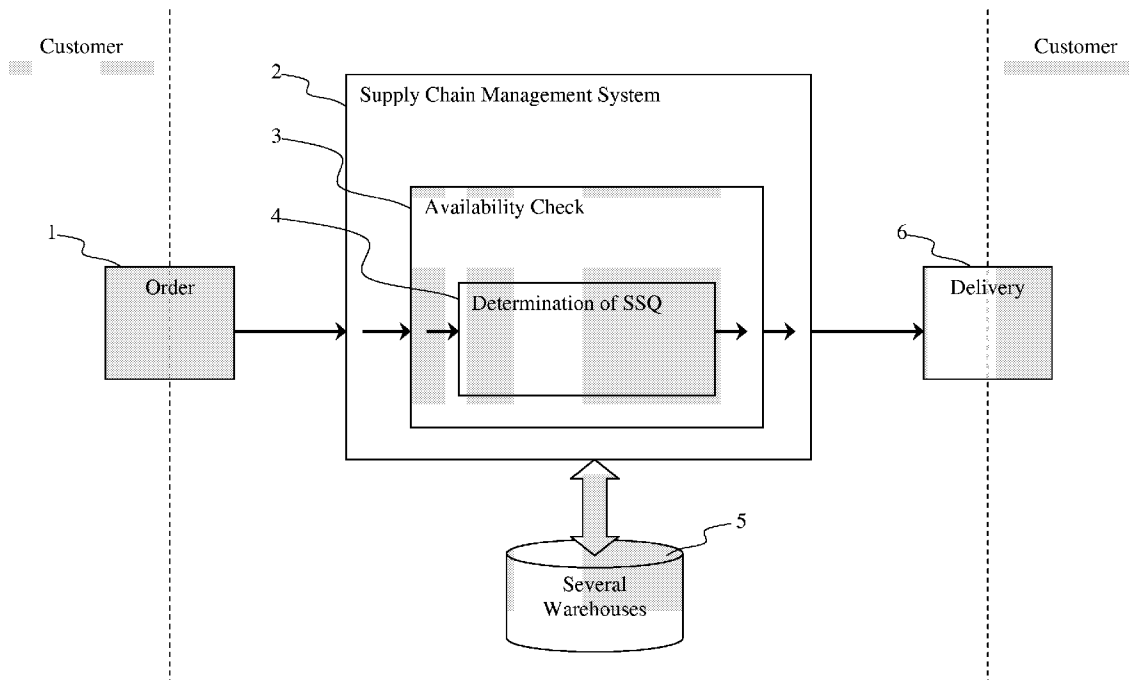 Customer
Customer
2
Supply Chain Management System
3
Availability Check
4
1
6
Order
Determination of SSQ
Delivery
5
Several
Warehouses